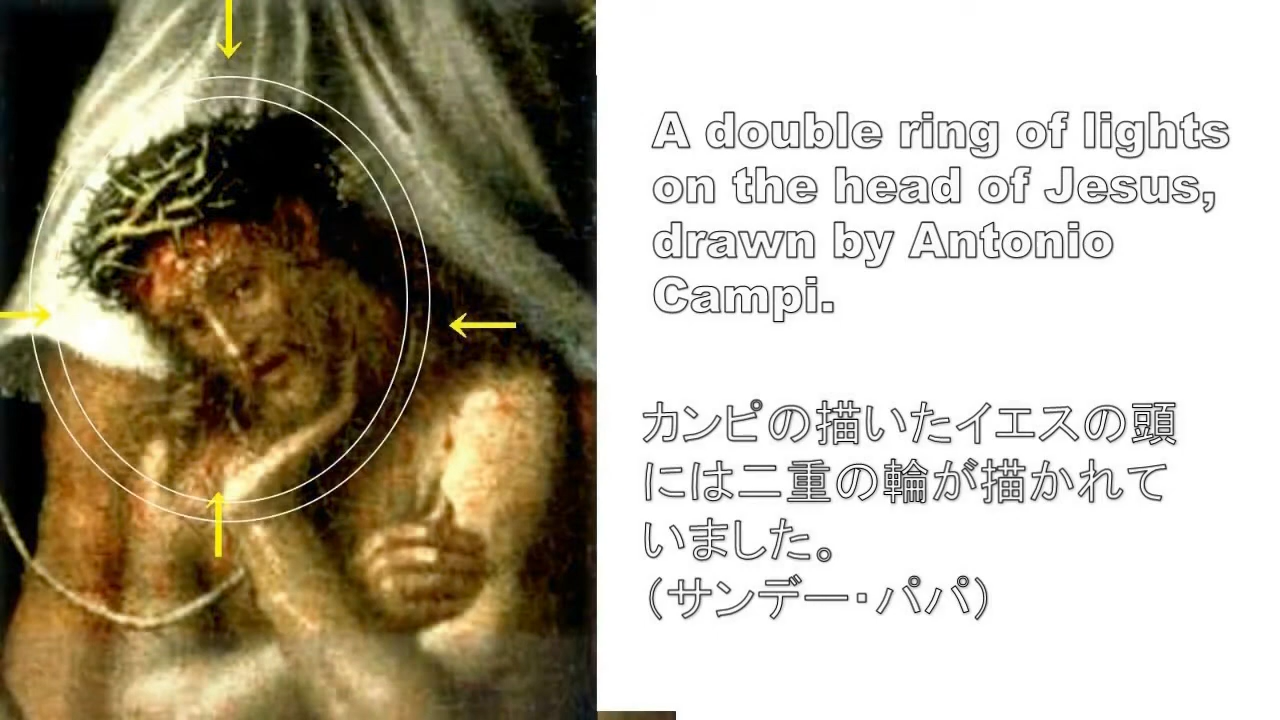 A double ring of lights
on the head of Jesus,
drawn by Antonio
Campi.
カンピの描いたイエスの頭
には二重の輪が描かれて
いました。
（サンデー・パパ）